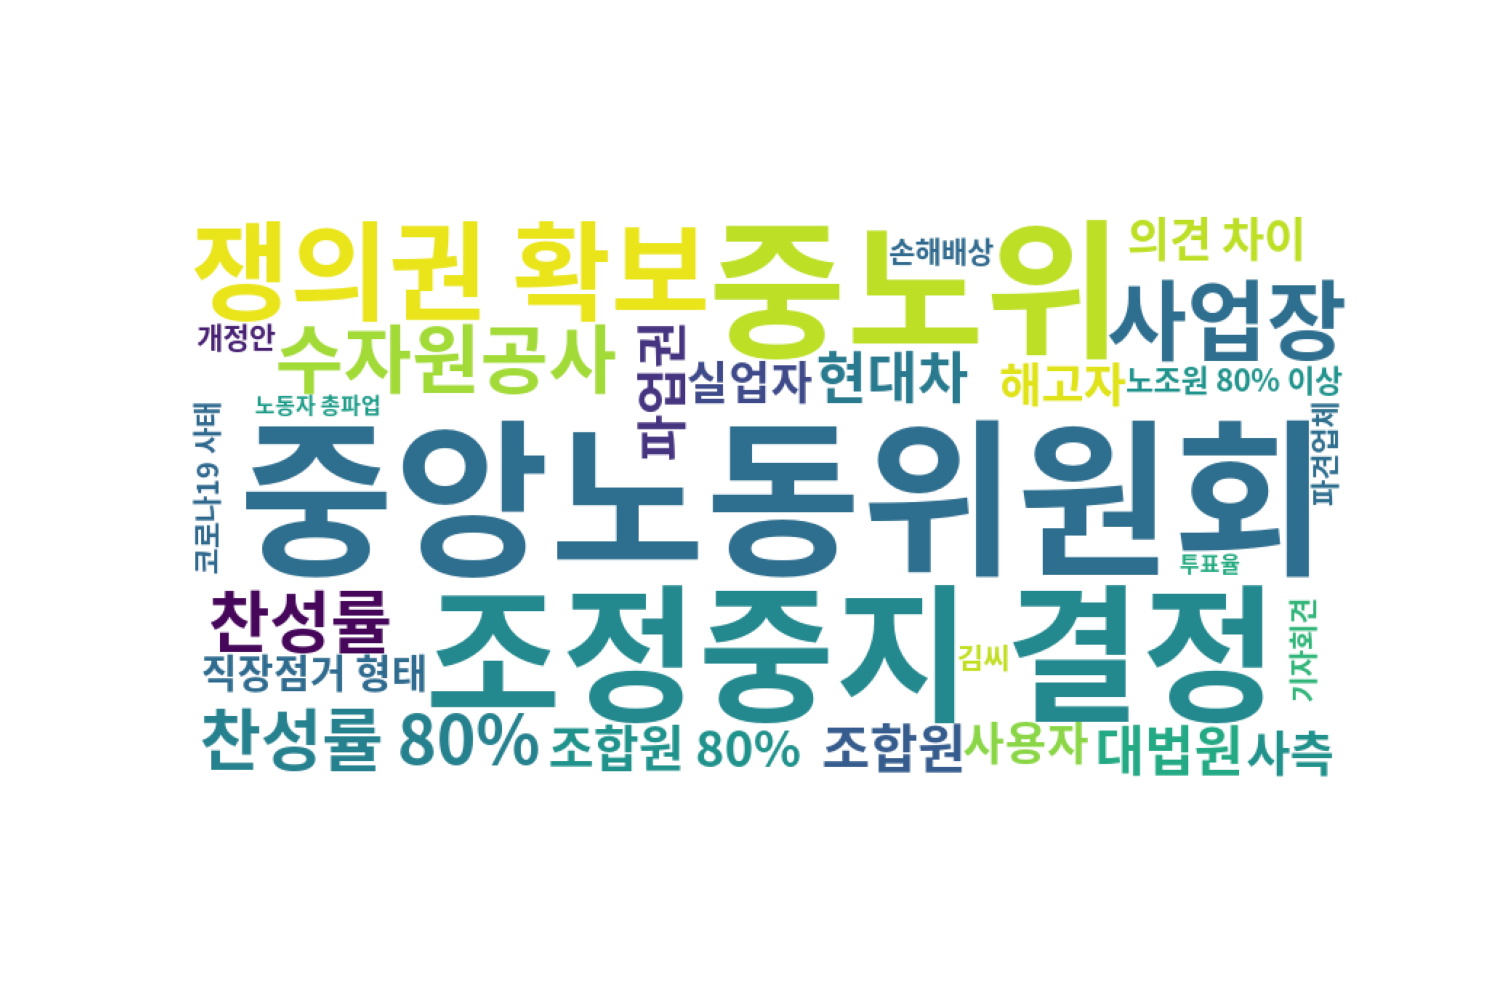 쟁의권 확보
중노위
손해배상
의견 차이
사업장
개정안
수자원공사
파업권
실업자
현대차
해고자
노조원 80% 이상
노동자 총파업
코로나19 사태
중앙노동위원회
파견업체
투표율
찬성률
조정중지 결정
김씨
기자회견
직장점거 형태
찬성률 80%
조합원 80%
조합원
사용자
대법원
사측